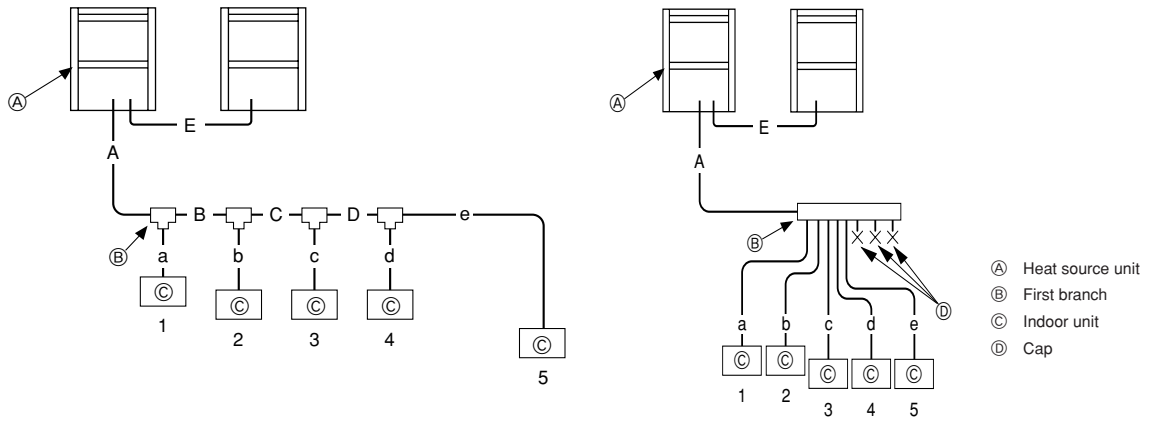 Ⓐ
E
A
B C D e
Ⓑ a b c d
Ⓒ Ⓒ Ⓒ Ⓒ
1 2 3 4
Ⓒ
5
Ⓐ
E
A
Ⓑ
Ⓓ
a b c d e
Ⓒ Ⓒ Ⓒ Ⓒ Ⓒ
1 2 3 4 5
Ⓐ Heat source unit
Ⓑ First branch
Ⓒ Indoor unit
Ⓓ Cap